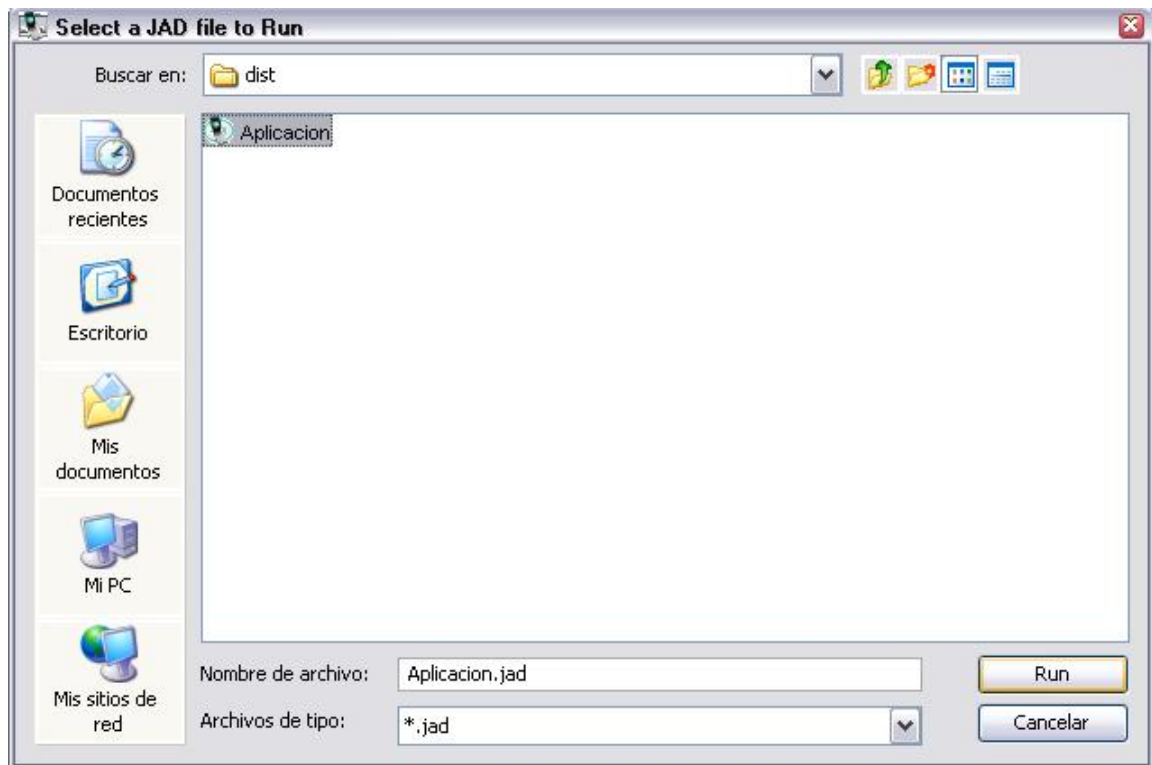 Select a JAD file to Run
Buscar en:
dist
Aplicacion
Documentos
recientes
Escritorio
Mis
documentos
Mi PC
Mis sitios de
red
Nombre de archivo:
Aplicacion.jad
Run
Archivos de tipo:
*.jad
Cancelar